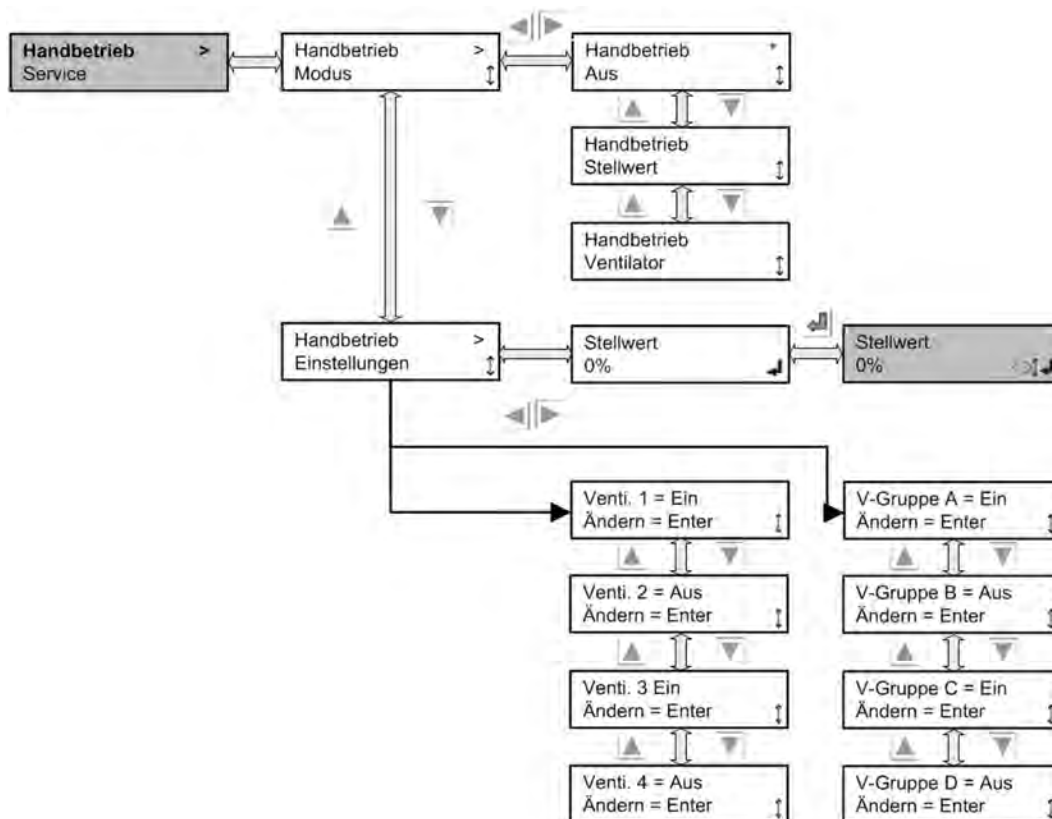 Handbetrieb >
Service
Handbetrieb >
Modus
Handbetrieb *
Aus
Handbetrieb
Stellwert
Handbetrieb
Ventilator
Handbetrieb >
Einstellungen
Stellwert
0%
Stellwert
0%
Venti. 1 = Ein
Ändern = Enter
Venti. 2 = Aus
Ändern = Enter
Venti. 3 Ein
Ändern = Enter
Venti. 4 = Aus
Ändern = Enter
V-Gruppe A = Ein
Ändern = Enter
V-Gruppe B = Aus
Ändern = Enter
V-Gruppe C = Ein
Ändern = Enter
V-Gruppe D = Aus
Ändern = Enter